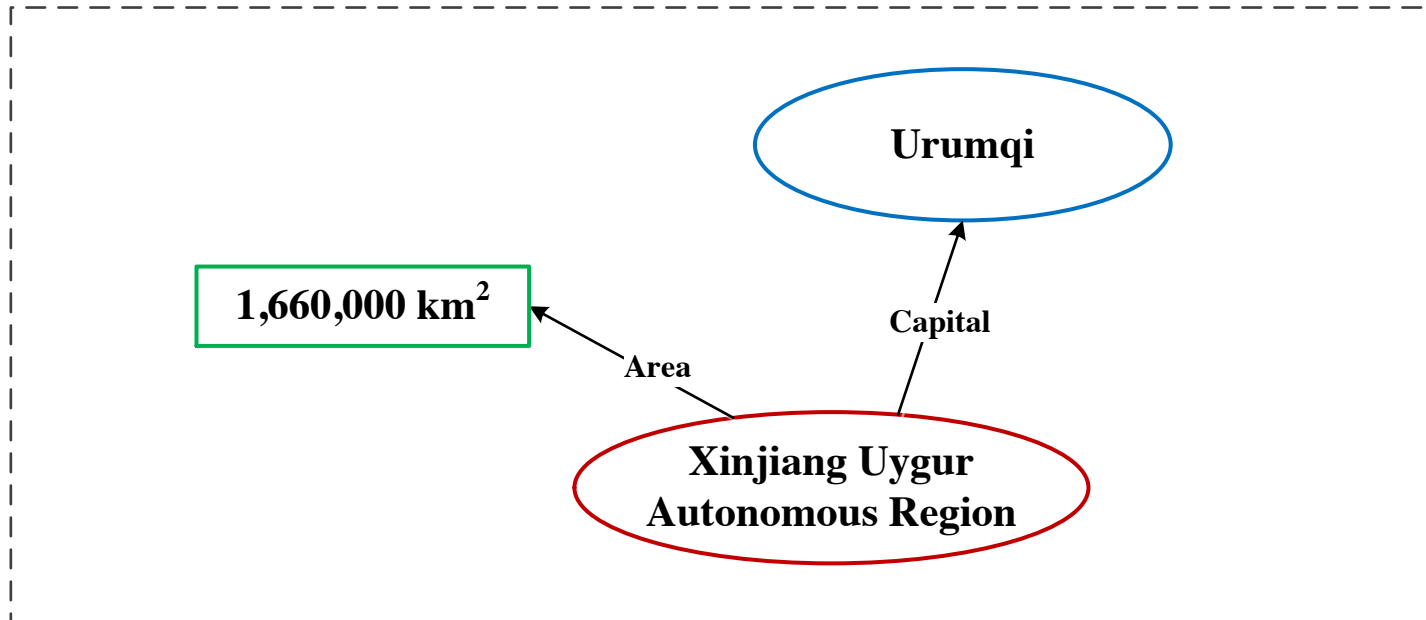 Urumqi
1,660,000 km²
Capital
Area
Xinjiang Uygur
Autonomous Region